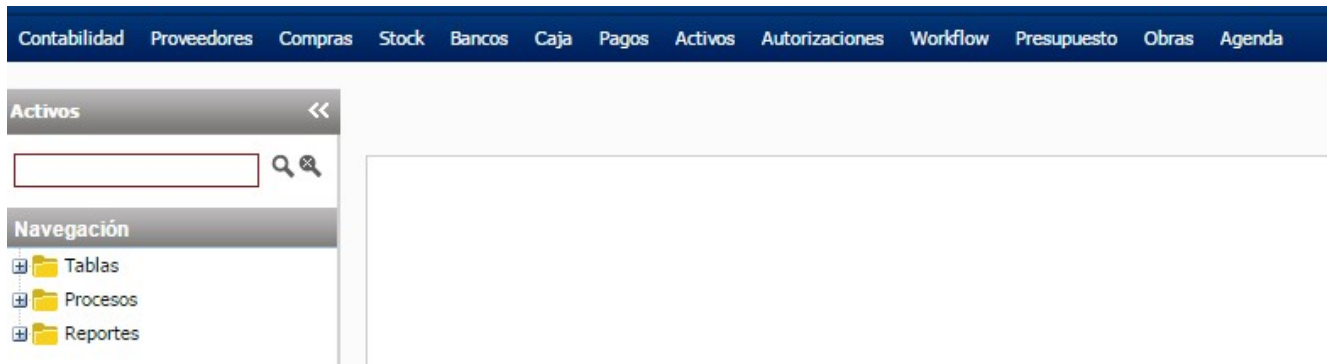 Contabilidad Proveedores Compras Stock Bancos Caja Pagos Activos Autorizaciones Workflow Presupuesto Obras Agenda
Activos
Navegación
Tablas
Procesos
Reportes